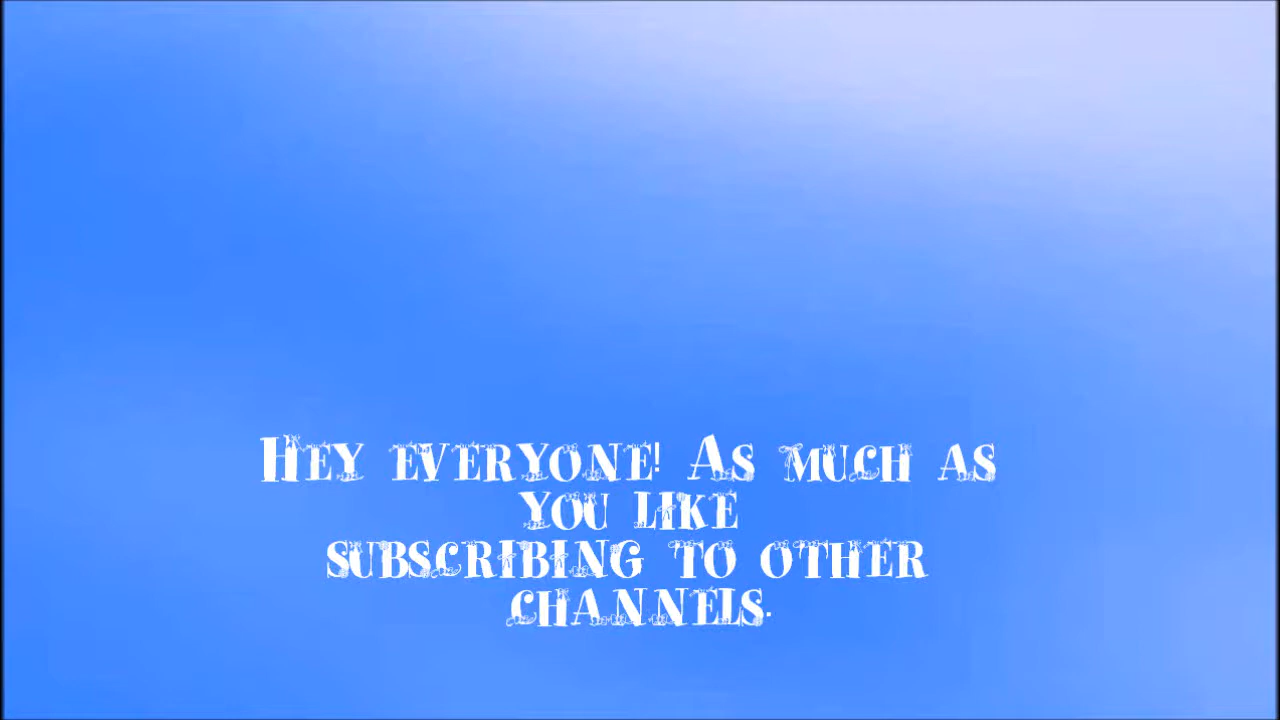 Hey everyone! As much as
you like
subscribing to other
channels.